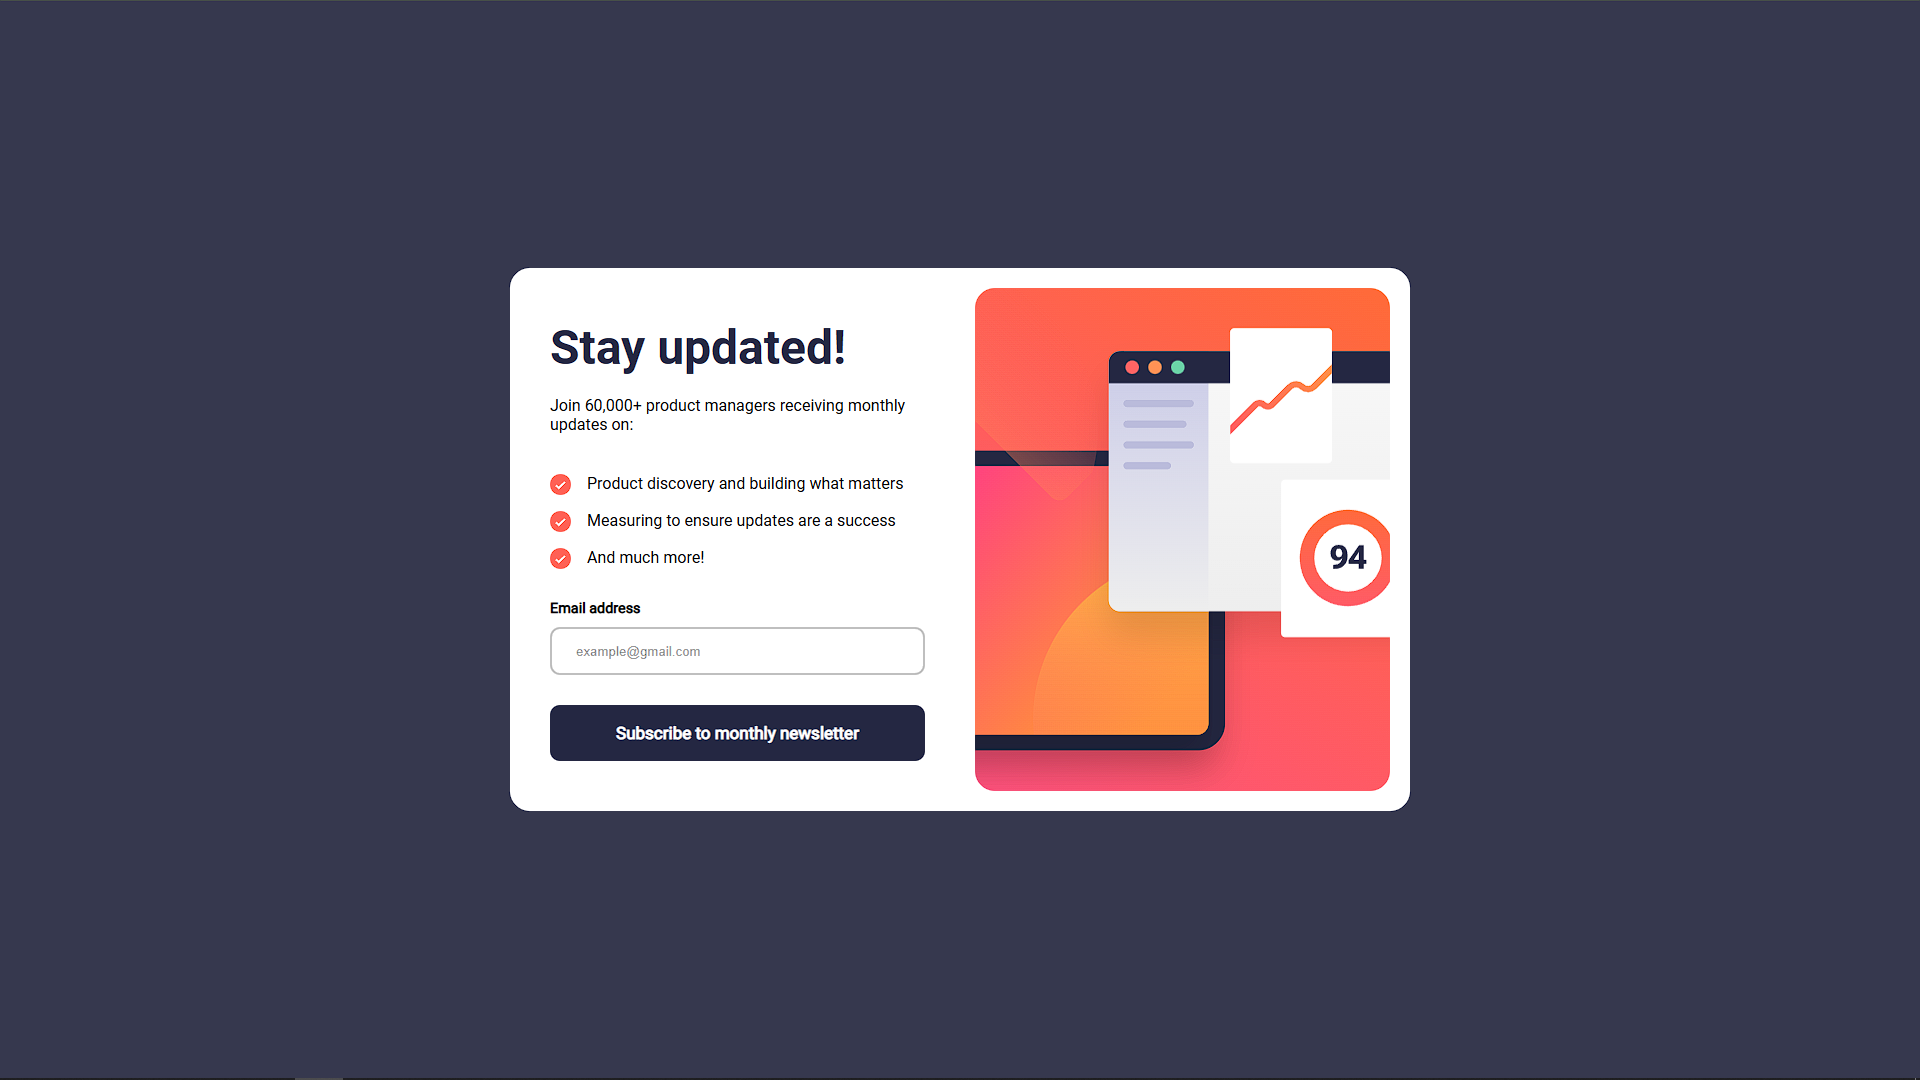 Stay updated!
Join 60,000+ product managers receiving monthly
updates on:
Product discovery and building what matters
Measuring to ensure updates are a success
And much more!
Email address
example@gmail.com
Subscribe to monthly newsletter
94